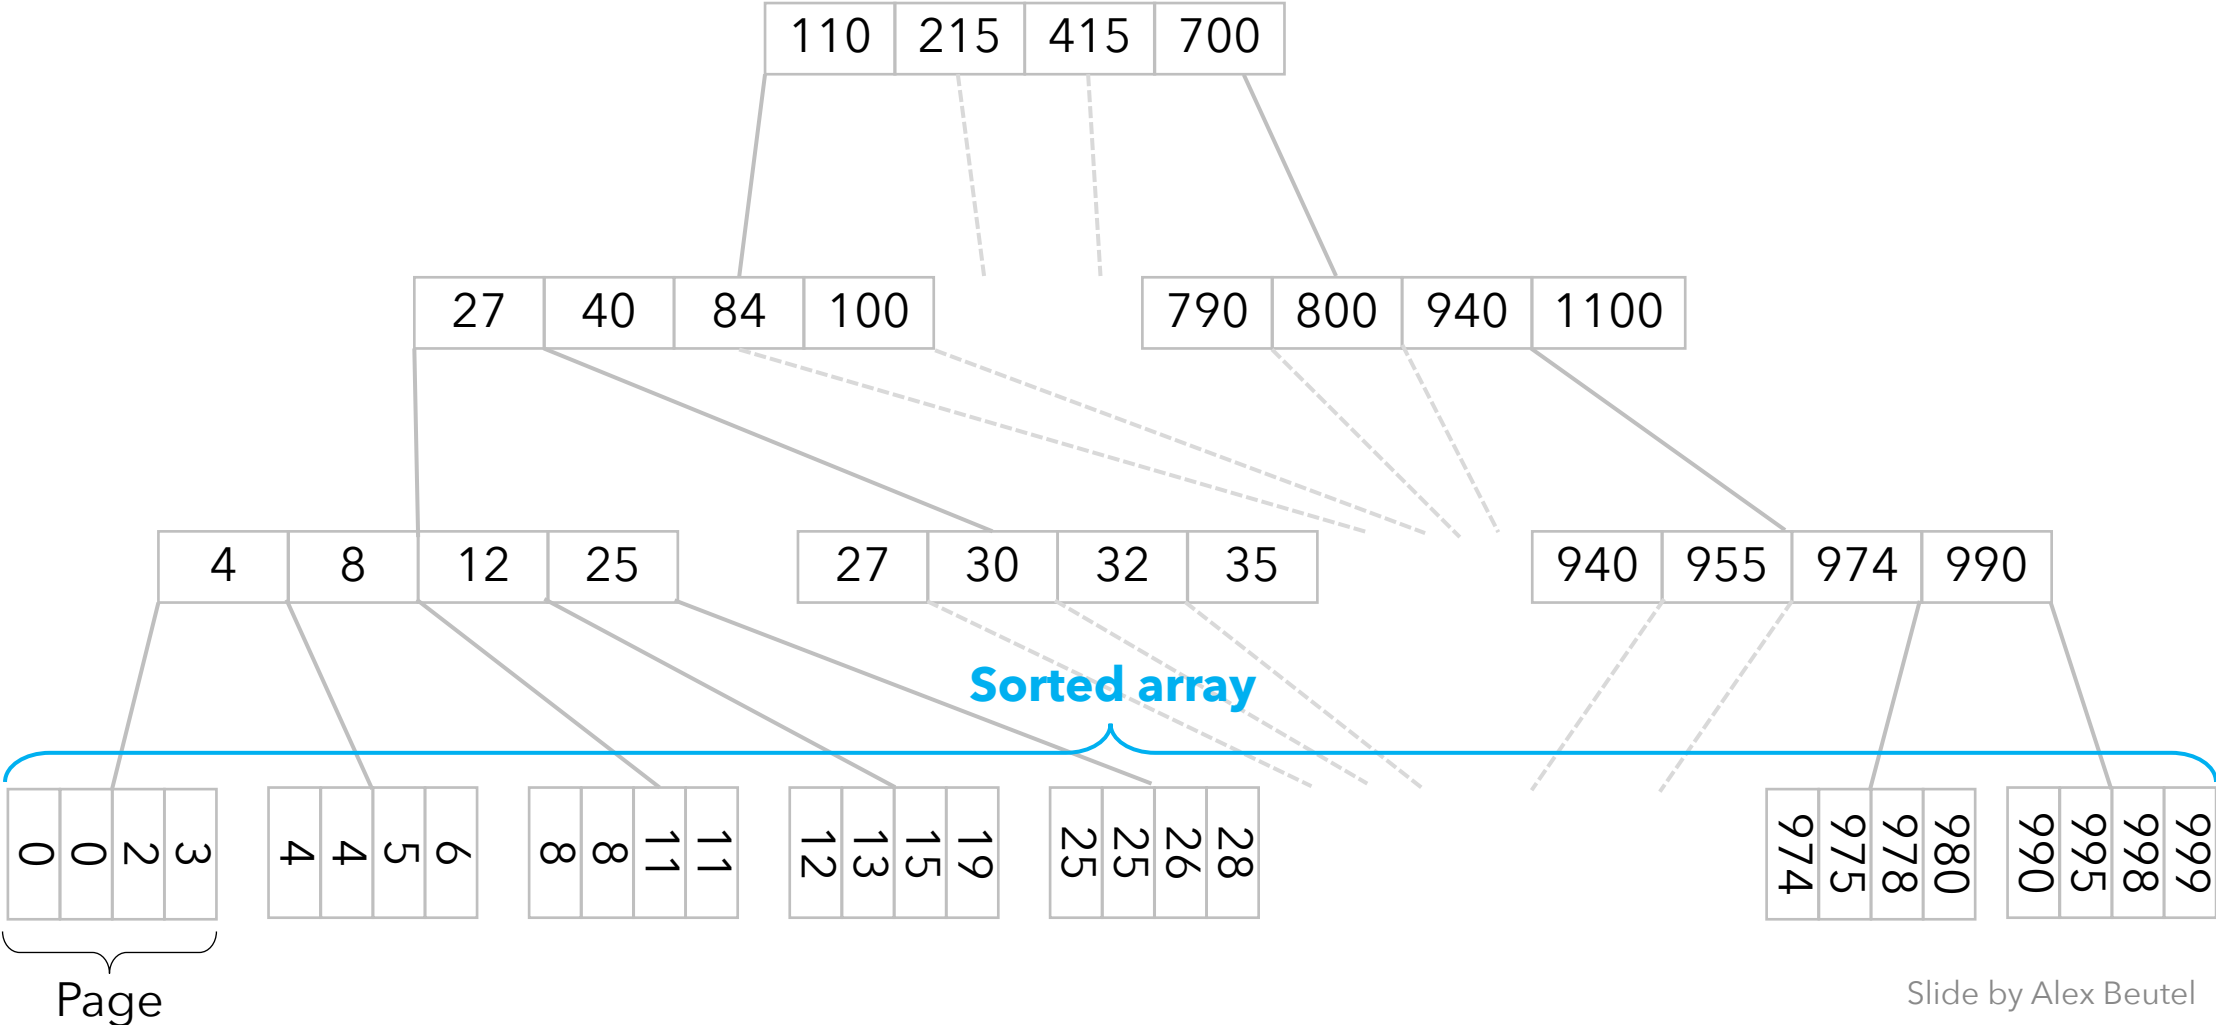 110 215 415 700
27 40 84 100 790 800 940 1100
4 8 12 25 27 30 32 35 940 955 974 990
Sorted array
0 0 2 3 4 4 5 6 8 8 11 11 12 13 15 19 25 25 26 28 974 975 978 980 990 995 998 999
Page
Slide by Alex Beutel